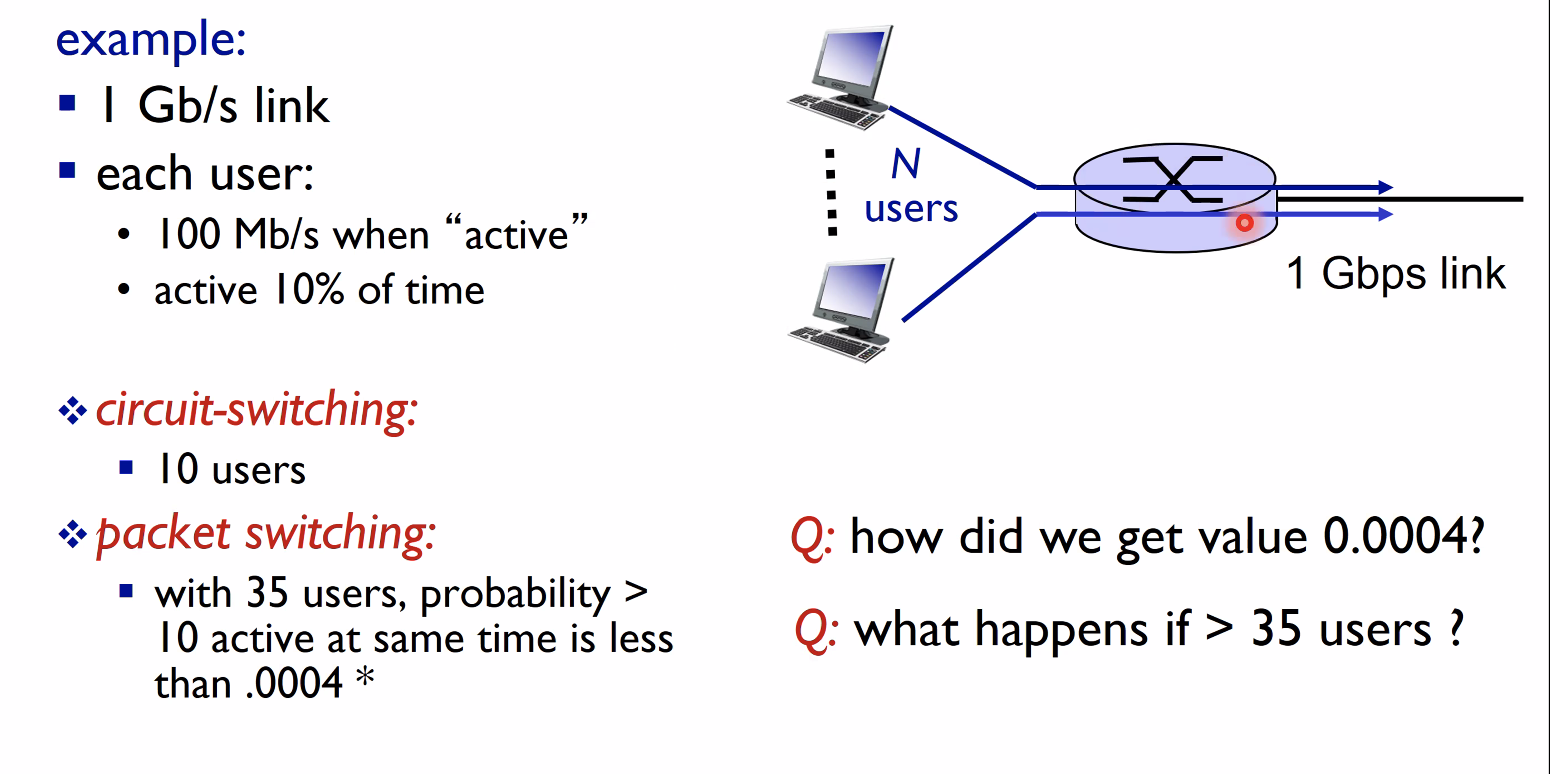 example:
▪ 1 Gb/s link
▪ each user:
• 100 Mb/s when “active”
• active 10% of time
❖ circuit-switching:
▪ 10 users
❖ packet switching:
▪ with 35 users, probability >
10 active at same time is less
than .0004 *
N
users
1 Gbps link
Q: how did we get value 0.0004?
Q: what happens if > 35 users ?